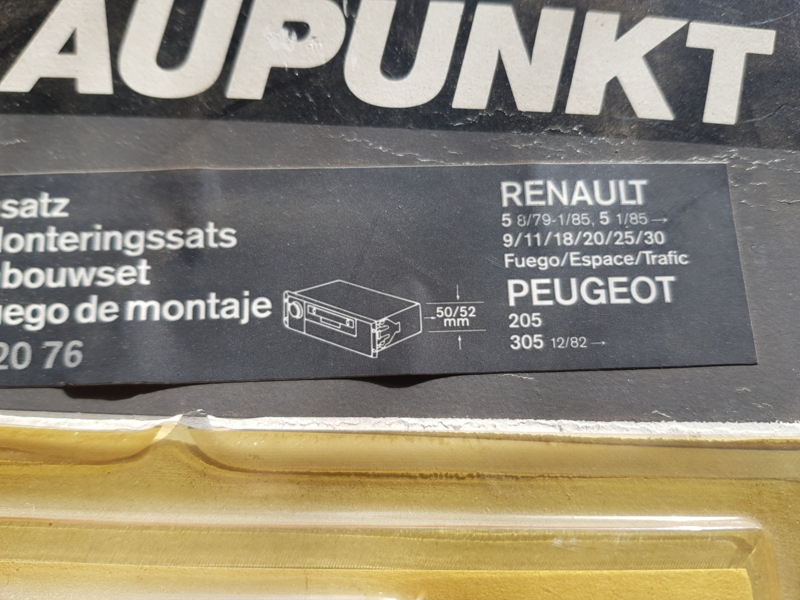 AUPUNKT
satz
onteringssats
bouwset
uego de montaje
20 76
50/52
mm
RENAULT
5 8/79-1/85, 5 1/85→
9/11/18/20/25/30
Fuego/Espace/Trafic
PEUGEOT
205
305 12/82→